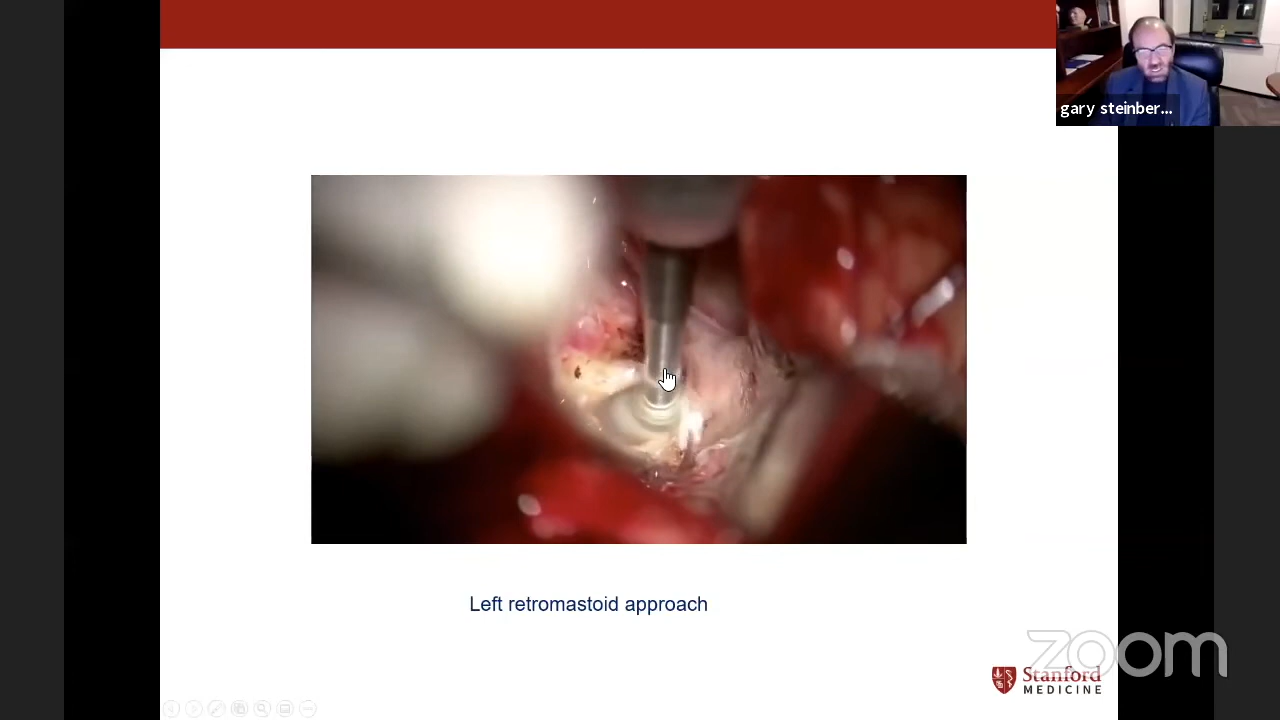 gary steinber...
Left retromastoid approach
zoom
Stanford
MEDICINE